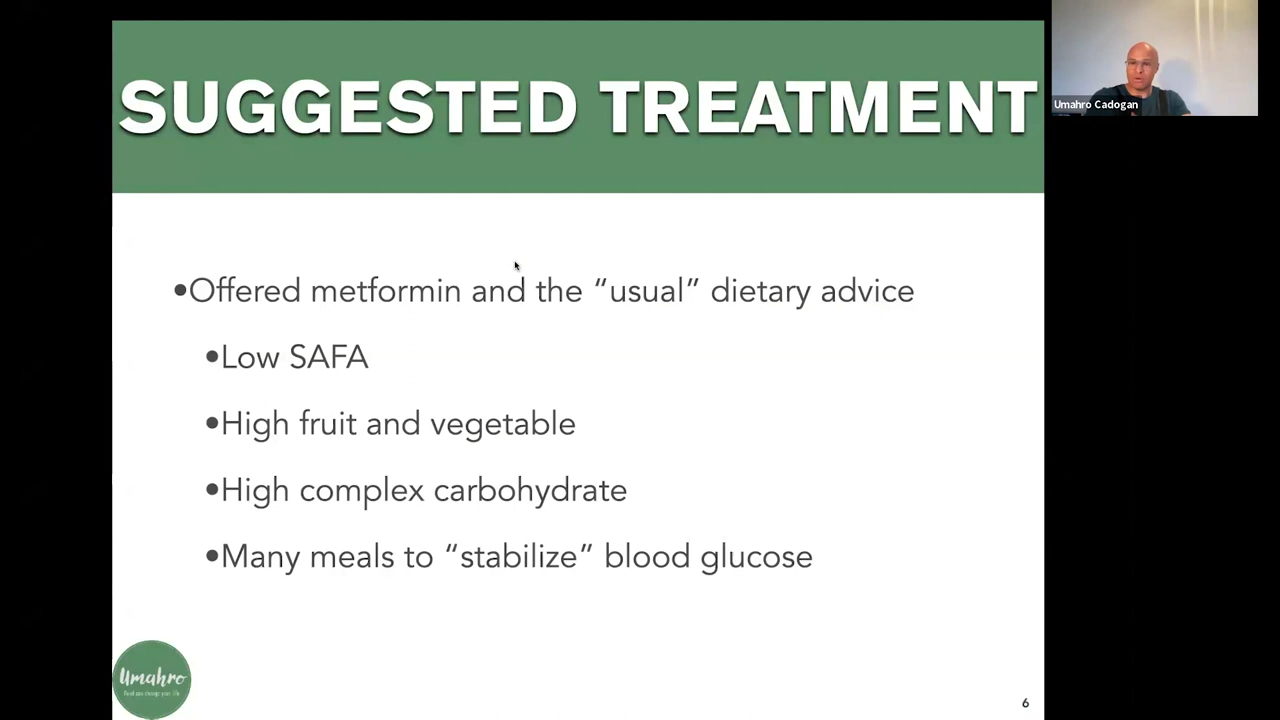 SUGGESTED TREATMENT
Umahro Cadogan
•Offered metformin and the “usual” dietary advice
•Low SAFA
•High fruit and vegetable
•High complex carbohydrate
•Many meals to “stabilize” blood glucose
Umahro
6